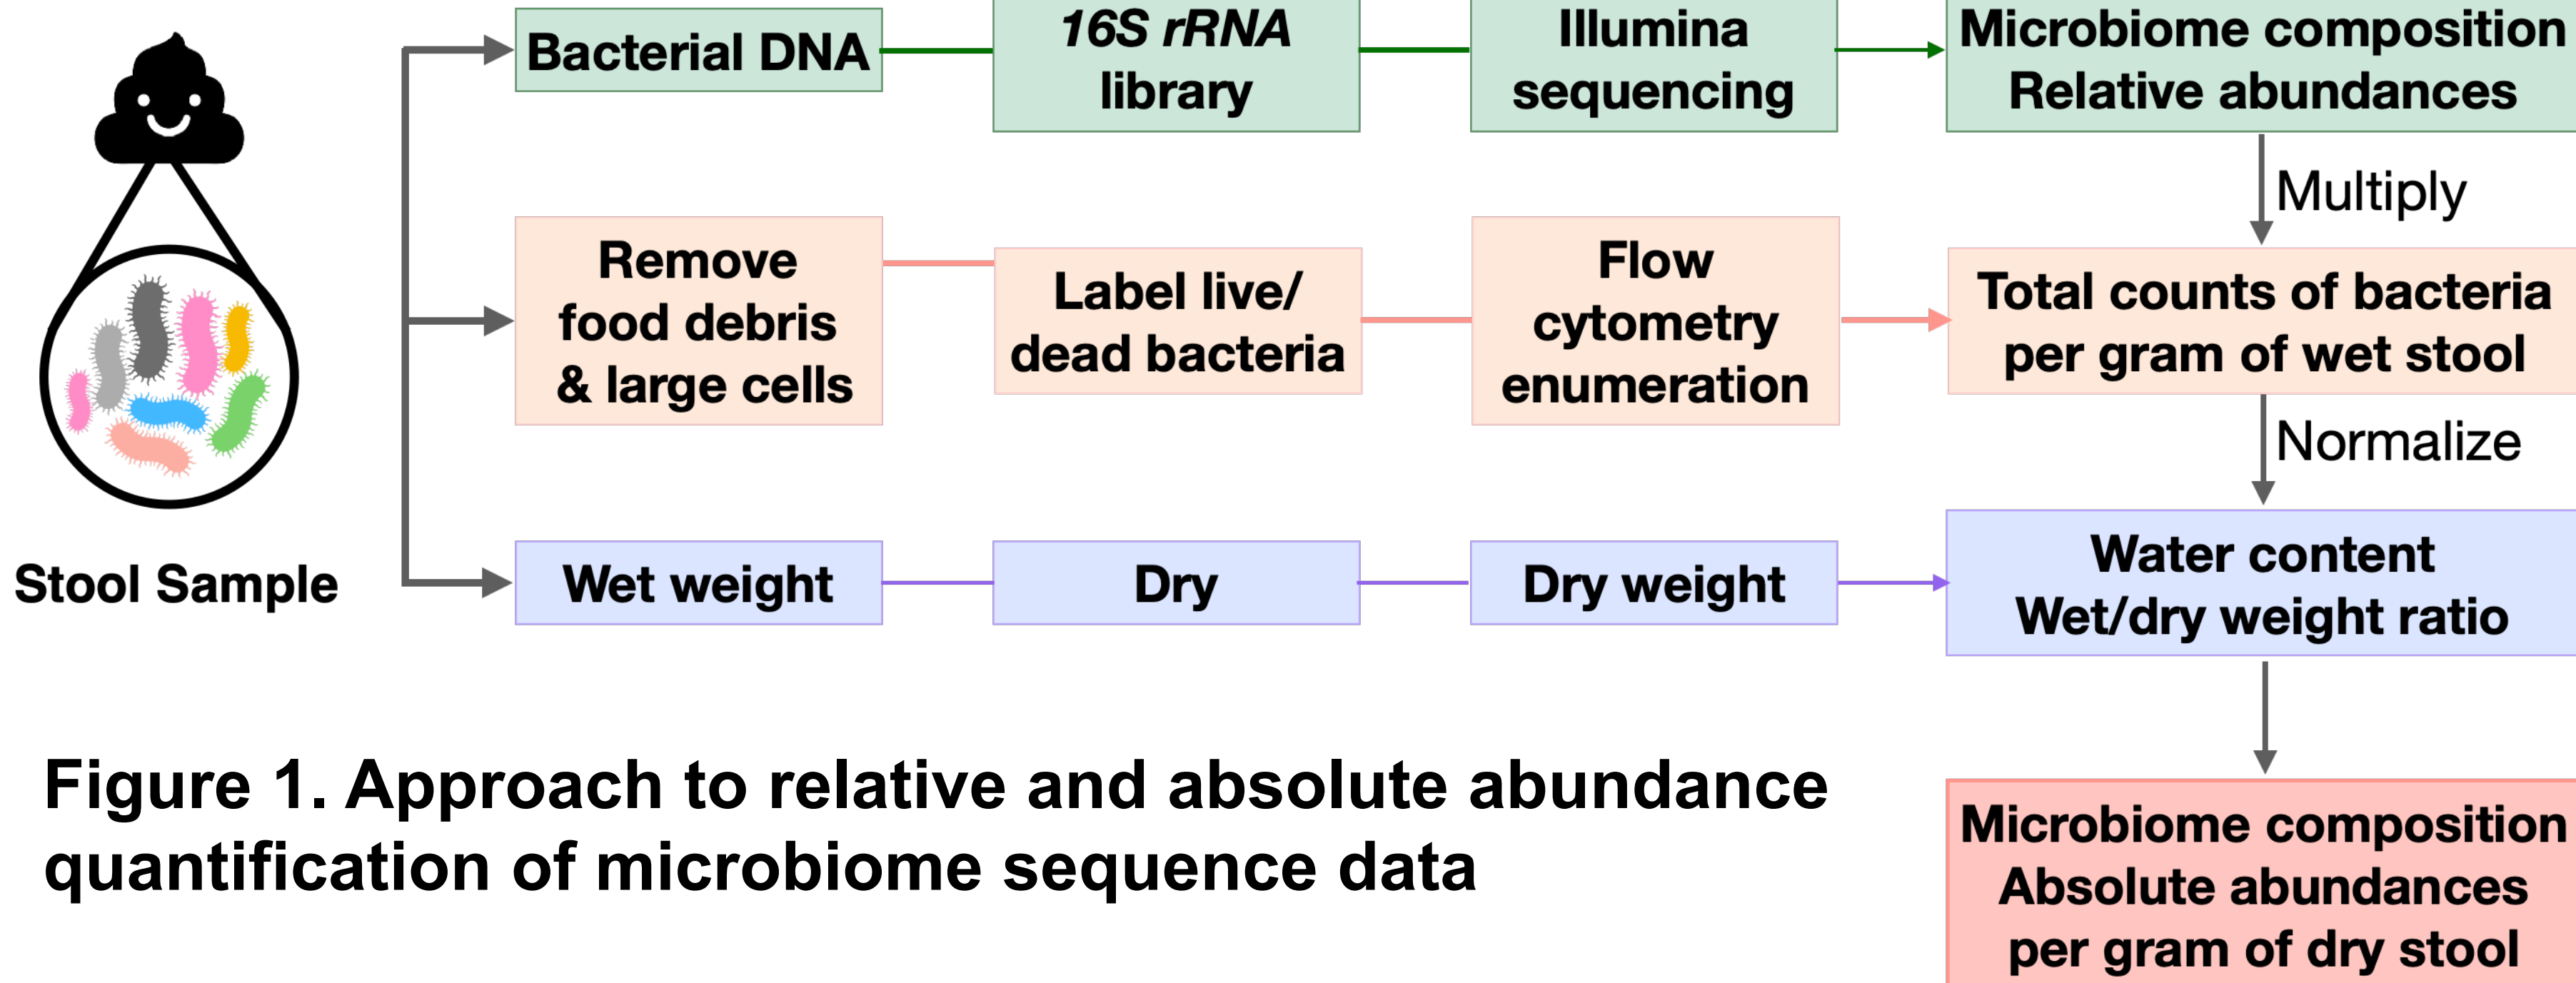 Bacterial DNA
16S rRNA
library
Illumina
sequencing
Microbiome composition
Relative abundances
Multiply
Remove
food debris
& large cells
Label live/
dead bacteria
Flow
cytometry
enumeration
Total counts of bacteria
per gram of wet stool
Normalize
Stool Sample
Wet weight
Dry
Dry weight
Water content
Wet/dry weight ratio
Microbiome composition
Absolute abundances
per gram of dry stool
Figure 1. Approach to relative and absolute abundance
quantification of microbiome sequence data